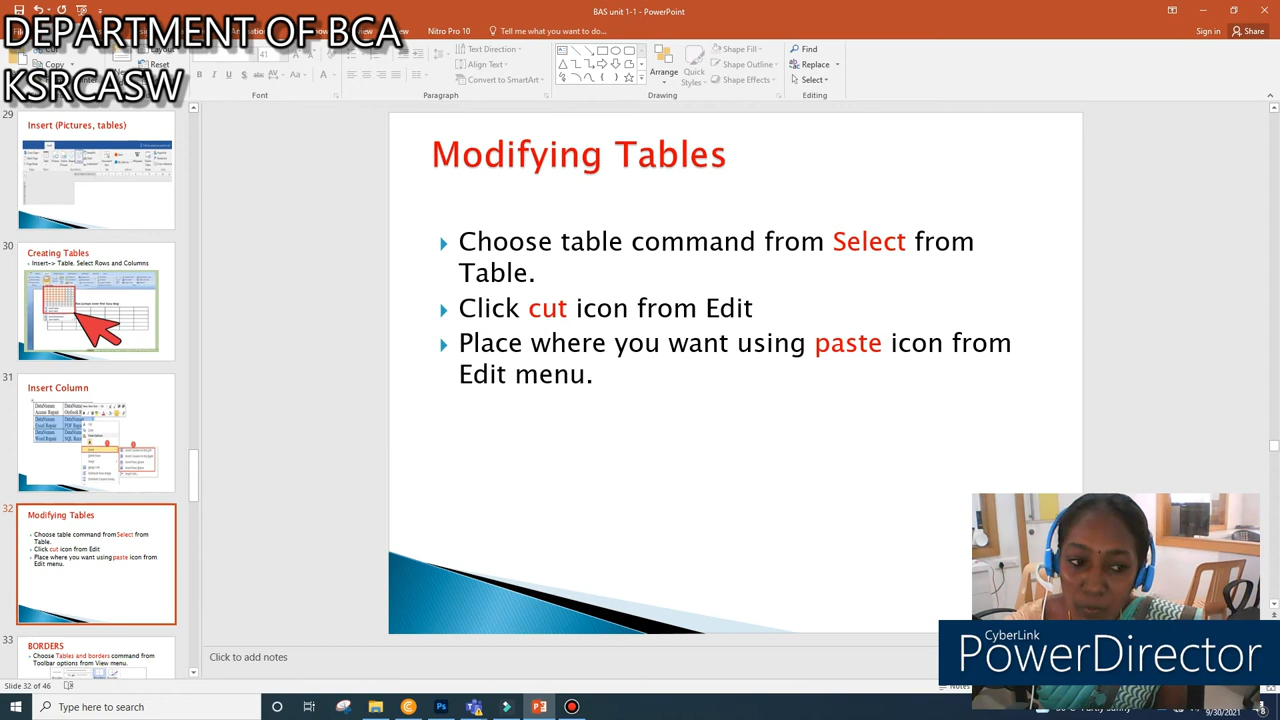 BAS unit 1-1 - PowerPoint
DEPARTMENT OF BCA
KSRCASW
Nitro Pro 10
Tell me what you want to do...
Sign in
Share
Cut
Copy
Layout
Reset
41
Text Direction
Align Text
Convert to SmartArt
Arrange
Quick
Styles
Shape Fill
Shape Outline
Shape Effects
Find
Replace
Select
Font
Paragraph
Drawing
Editing
29
Insert (Pictures, tables)
30
Creating Tables
Insert-> Table. Select Rows and Columns
31
Insert Column
32
Modifying Tables
Choose table command from Select from
Table.
Click cut icon from Edit
Place where you want using paste icon from
Edit menu.
33
BORDERS
Choose Tables and borders command from
Toolbar options from View menu.
Modifying Tables
Choose table command from Select from
Table.
Click cut icon from Edit
Place where you want using paste icon from
Edit menu.
Click to add notes
CyberLink
PowerDirector
Slide 32 of 46
Notes
Type here to search
9/30/2021